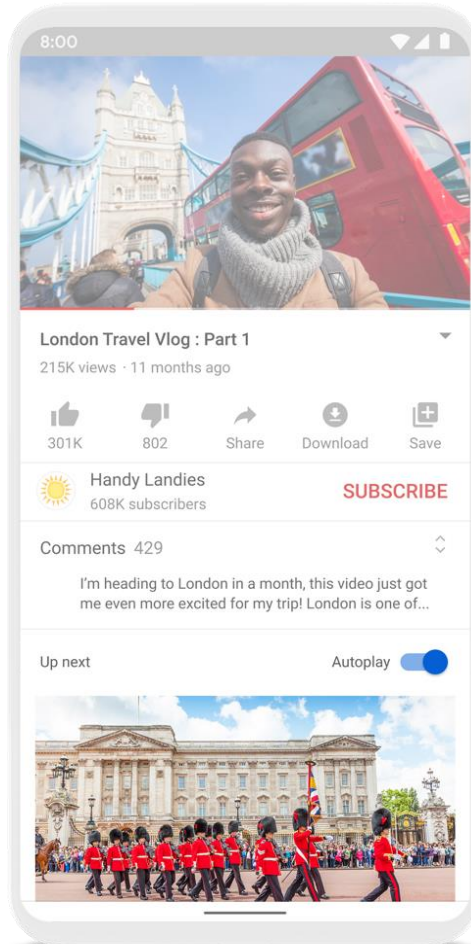 8:00
London Travel Vlog : Part 1
215K views · 11 months ago
301K
802
Share
Download
Save
Handy Landies
608K subscribers
SUBSCRIBE
Comments 429
I'm heading to London in a month, this video just got
me even more excited for my trip! London is one of...
Up next
Autoplay